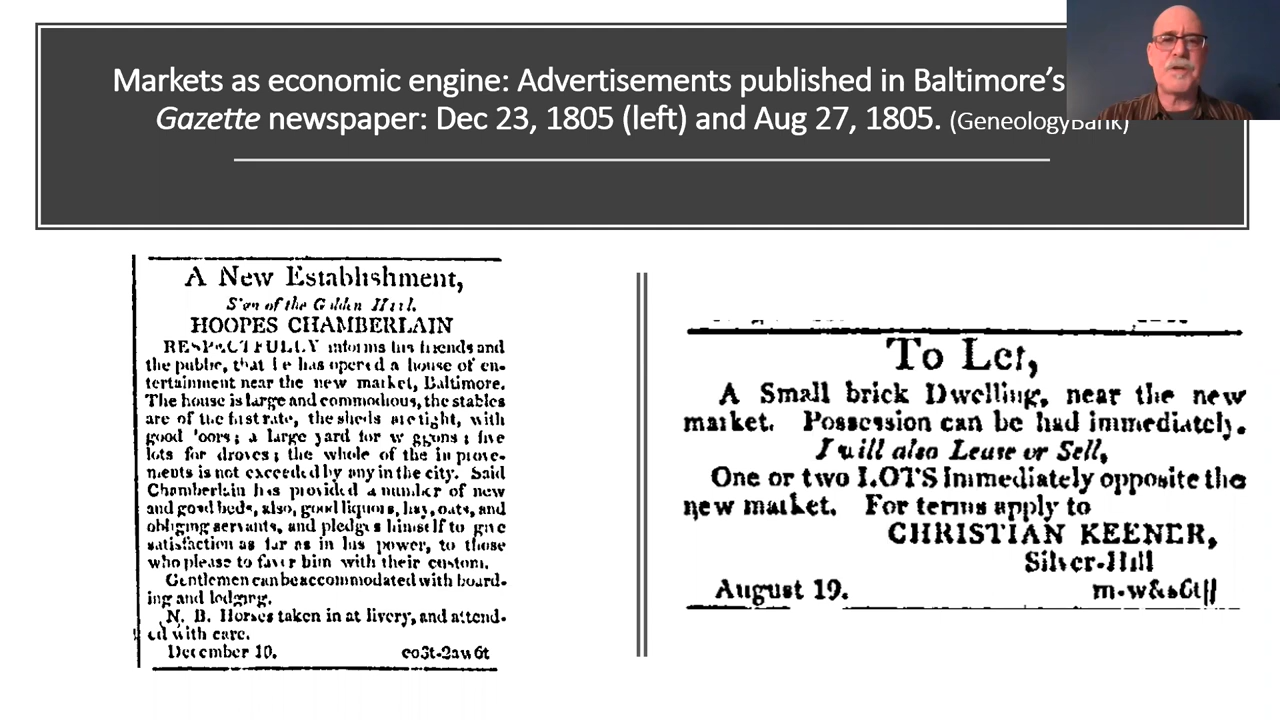 Markets as economic engine: Advertisements published in Baltimore's
Gazette newspaper: Dec 23, 1805 (left) and Aug 27, 1805. (GeneologyBank)
A New Establishment,
Sign of the Golden
HOOPES CHAMBERLAIN
RESPECTFULLY informs his friends and
the public, that he has opened a house of en-
tertainment near the new market, Baltimore.
The house is large and commodious, the stables
are of the first rate, the sheds are tight, with
good doors; a large yard for waggons; five
lots for droves; the whole of the improve-
ments is not exceeded by any in the city. Said
Chamberlain has provided a number of new
and good beds, also, good liquors, hay, oats, and
obliging servants, and pledges himself to give
satisfaction as far as in his power, to those
who please to favor him with their custom.
Gentlemen can be accommodated with board-
ing and lodging.
N. B. Horses taken in at livery, and attend-
ed with care.
December 10. eo3t-2aw6t
To Let,
A Small brick Dwelling, near the new
market. Possession can be had immediately.
I will also Lease or Sell,
One or two LOTS immediately opposite the
new market. For terms apply to
CHRISTIAN KEENER,
Silver-Hill
August 19.